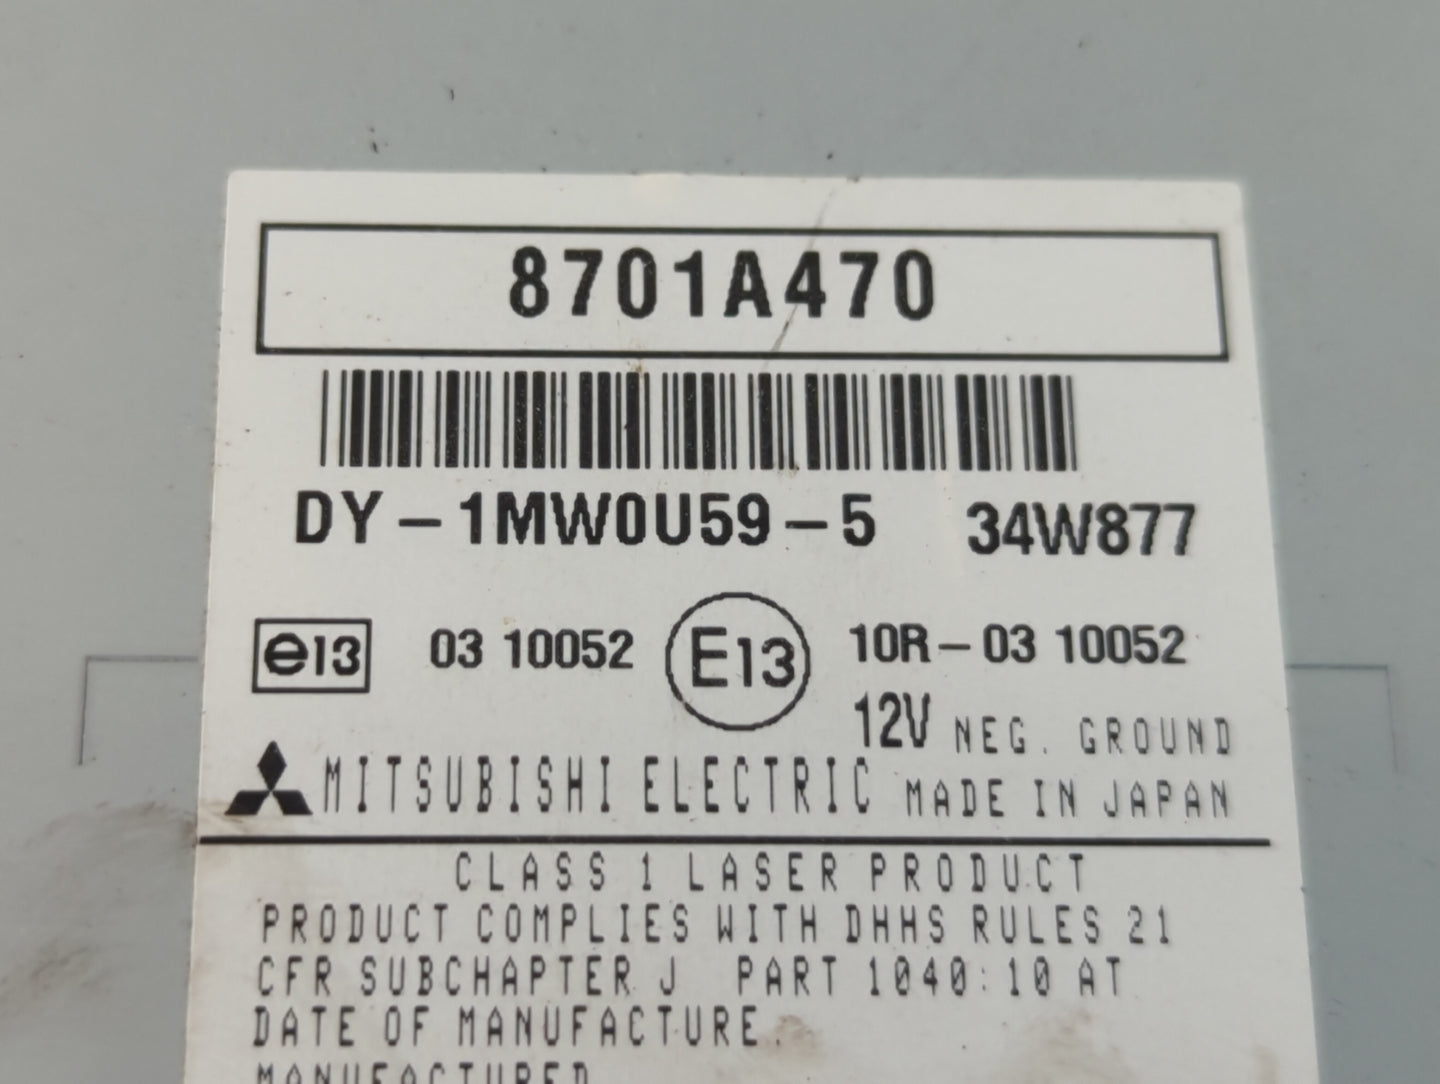 8701A470
DY-1MW0U59-5 34W877
e13 03 10052 E13 10R-03 10052
12V NEG. GROUND
MITSUBISHI ELECTRIC MADE IN JAPAN
CLASS 1 LASER PRODUCT
PRODUCT COMPLIES WITH DHHS RULES 21
CFR SUBCHAPTER J PART 1040:10 AT
DATE OF MANUFACTURE.
MANUFACTURED